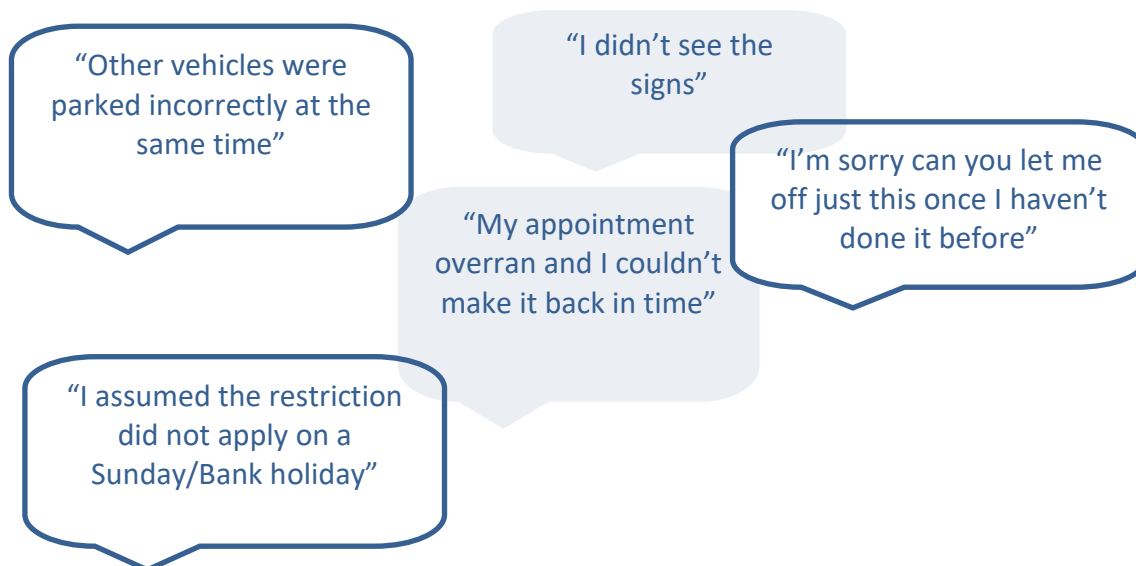 “Other vehicles were
parked incorrectly at the
same time”
“I didn’t see the
signs”
“I’m sorry can you let me
off just this once I haven’t
done it before”
“My appointment
overran and I couldn’t
make it back in time”
“I assumed the restriction
did not apply on a
Sunday/Bank holiday”